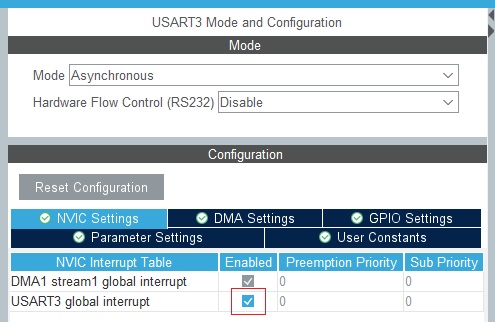 USART3 Mode and Configuration
Mode
Mode Asynchronous
Hardware Flow Control (RS232) Disable
Configuration
Reset Configuration
NVIC Settings DMA Settings GPIO Settings
Parameter Settings User Constants
NVIC Interrupt Table Enabled Preemption Priority Sub Priority
DMA1 stream1 global interrupt 0 0
USART3 global interrupt 0 0